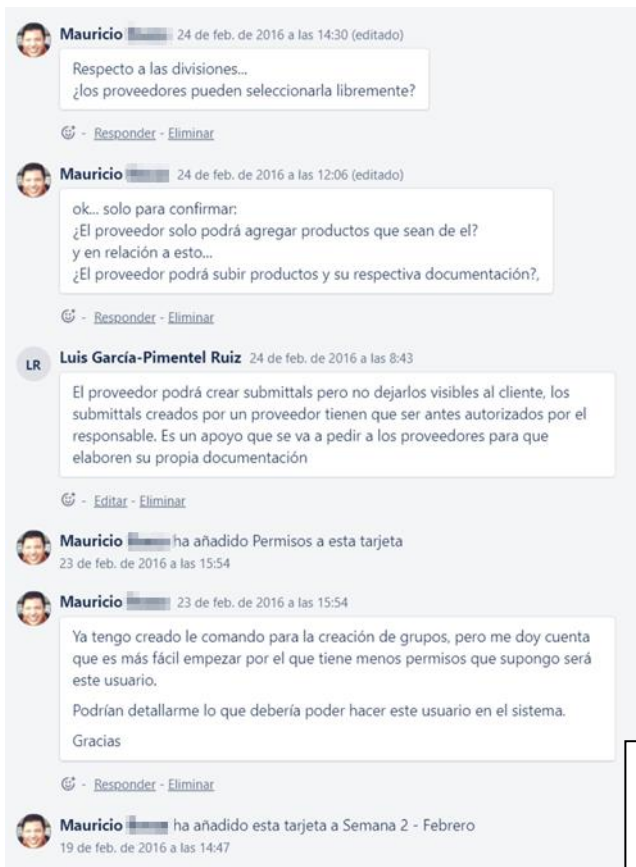 Mauricio 24 de feb. de 2016 a las 14:30 (editado)
Respecto a las divisiones...
¿los proveedores pueden seleccionarla libremente?
- Responder - Eliminar
Mauricio 24 de feb. de 2016 a las 12:06 (editado)
ok... solo para confirmar:
¿El proveedor solo podrá agregar productos que sean de el?
y en relación a esto...
¿El proveedor podrá subir productos y su respectiva documentación?,
- Responder - Eliminar
LR Luis García-Pimentel Ruiz 24 de feb. de 2016 a las 8:43
El proveedor podrá crear submittals pero no dejarlos visibles al cliente, los
submittals creados por un proveedor tienen que ser antes autorizados por el
responsable. Es un apoyo que se va a pedir a los proveedores para que
elaboren su propia documentación
- Editar - Eliminar
Mauricio ha añadido Permisos a esta tarjeta
23 de feb. de 2016 a las 15:54
Mauricio 23 de feb. de 2016 a las 15:54
Ya tengo creado le comando para la creación de grupos, pero me doy cuenta
que es más fácil empezar por el que tiene menos permisos que supongo será
este usuario.
Podrían detallarme lo que debería poder hacer este usuario en el sistema.
Gracias
- Responder - Eliminar
Mauricio ha añadido esta tarjeta a Semana 2 - Febrero
19 de feb. de 2016 a las 14:47